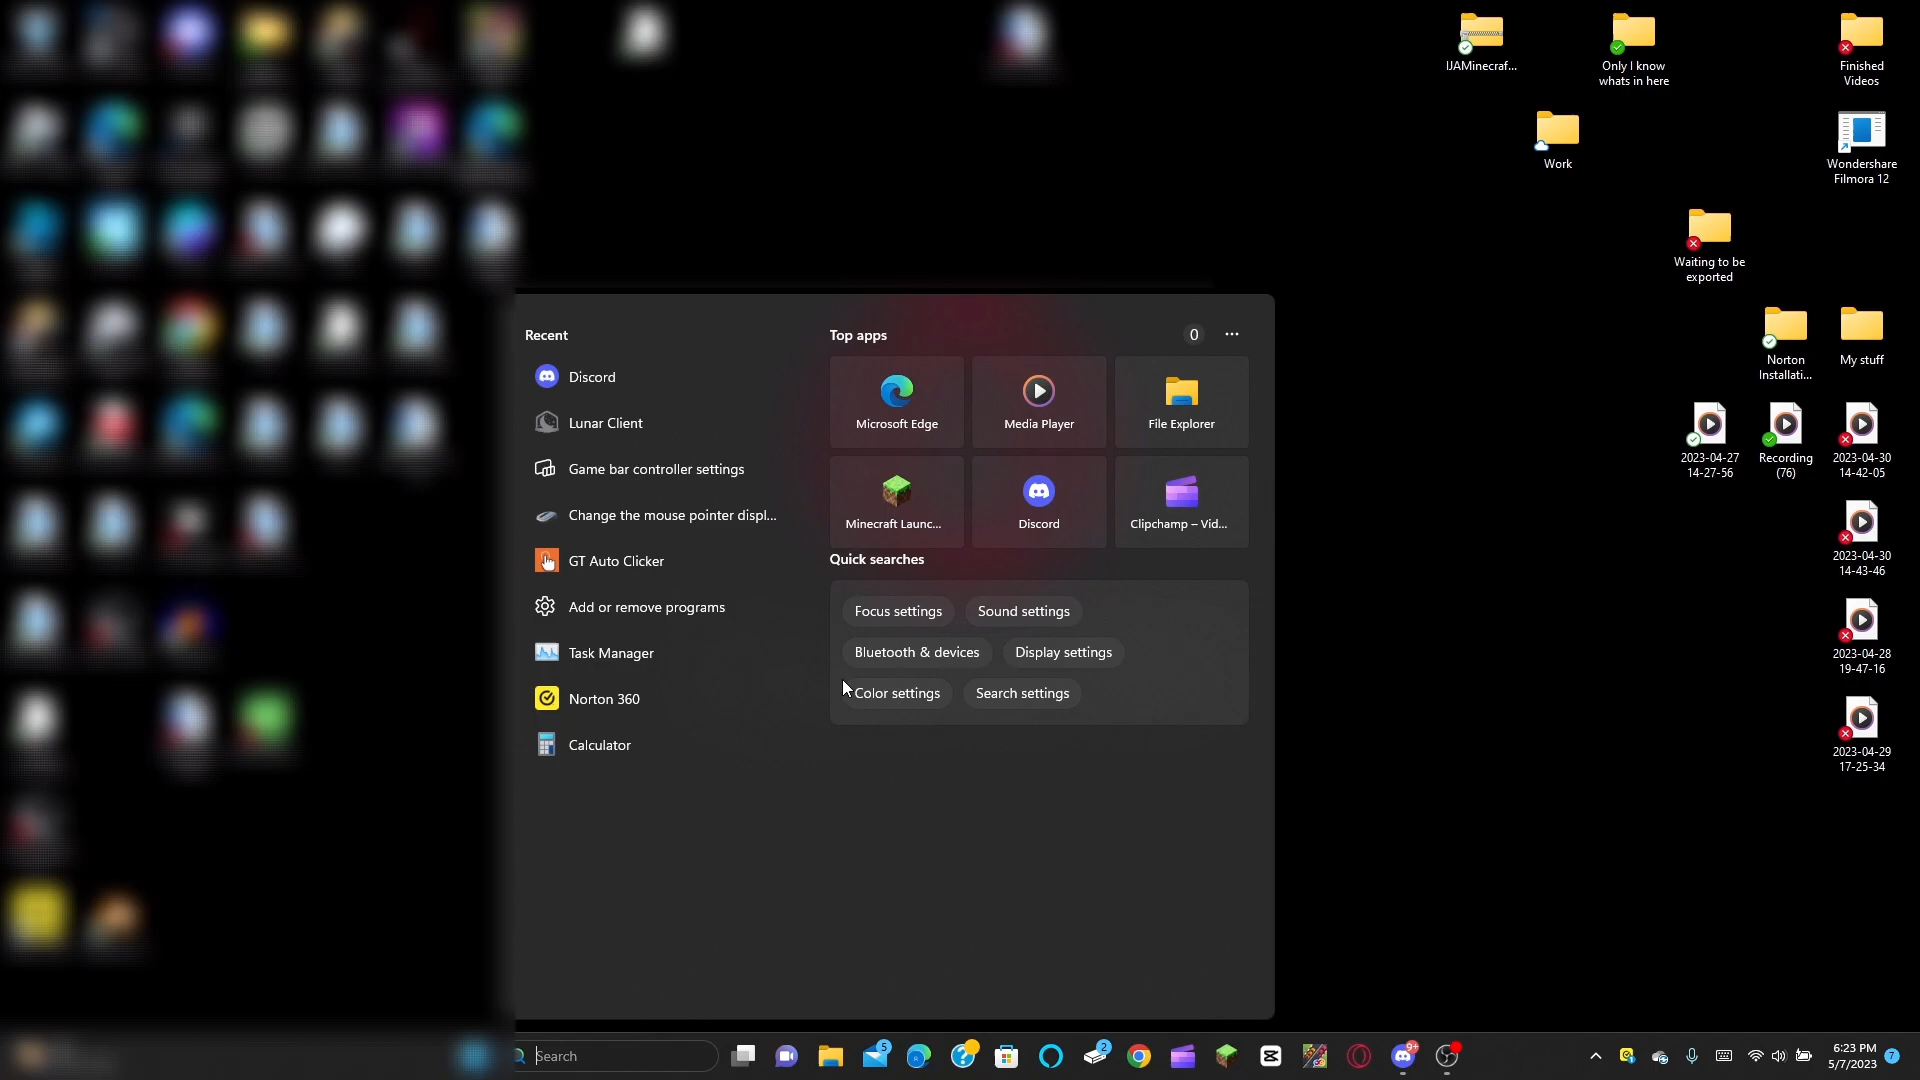 IJAMinecraf...
Only I know
whats in here
Finished
Videos
Work
Wondershare
Filmora 12
Waiting to be
exported
Norton
Installati...
My stuff
2023-04-27
14-27-56
Recording
(76)
2023-04-30
14-42-05
2023-04-30
14-43-46
2023-04-28
19-47-16
2023-04-29
17-25-34
Recent
Discord
Lunar Client
Game bar controller settings
Change the mouse pointer displ...
GT Auto Clicker
Add or remove programs
Task Manager
Norton 360
Calculator
Top apps
0
Microsoft Edge
Media Player
File Explorer
Minecraft Launc...
Discord
Clipchamp – Vid...
Quick searches
Focus settings
Sound settings
Bluetooth & devices
Display settings
Color settings
Search settings
Search
5
2
9+
6:23 PM
5/7/2023
7